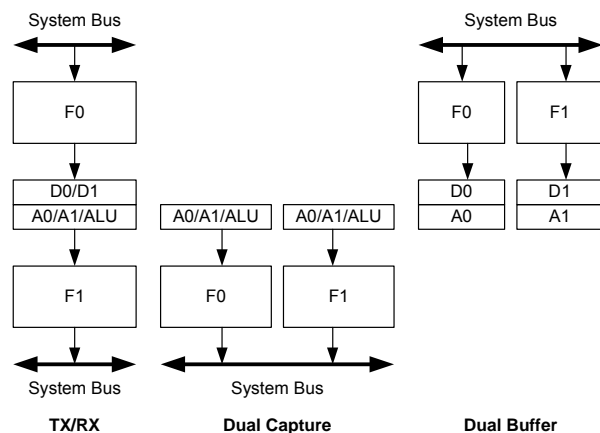 System Bus
System Bus
F0
F0
F1
D0/D1
A0/A1/ALU
A0/A1/ALU
A0/A1/ALU
D0
D1
A0
A1
F1
F0
F1
System Bus
System Bus
TX/RX
Dual Capture
Dual Buffer